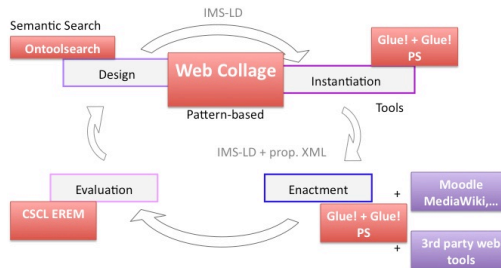 IMS-LD
Semantic Search
Ontoolsearch
Glue! + Glue!
PS
Design
Web Collage
Instantiation
Pattern-based
Tools
IMS-LD + prop. XML
Evaluation
Enactment
CSCL EREM
Glue! + Glue!
PS
+
Moodle
MediaWiki,...
+
3rd party web
tools